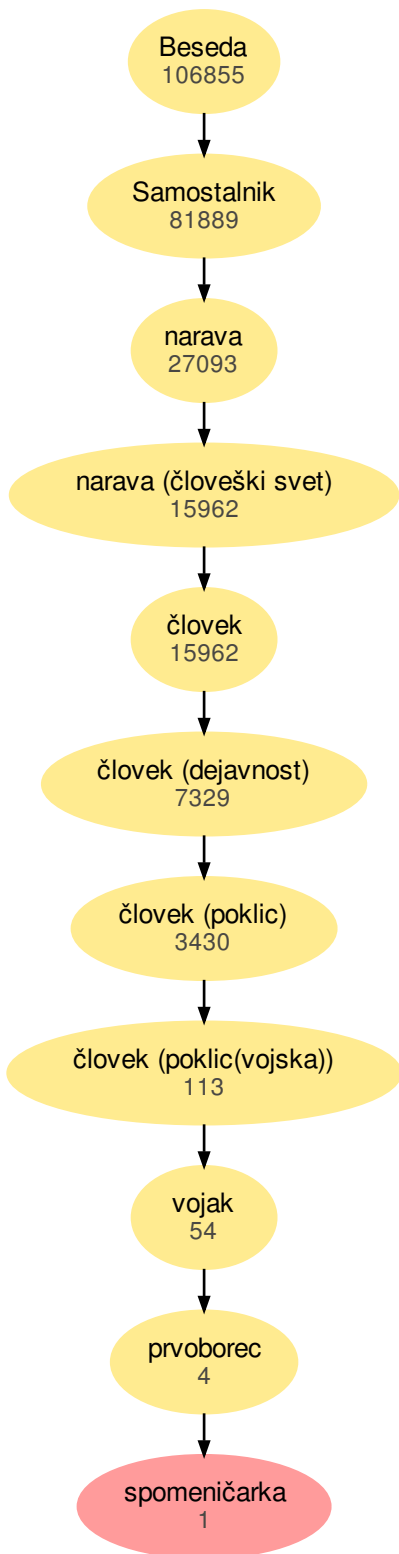 Beseda
106855
Samostalnik
81889
narava
27093
narava (človeški svet)
15962
človek
15962
človek (dejavnost)
7329
človek (poklic)
3430
človek (poklic(vojska))
113
vojak
54
prvoborec
4
spomeničarka
1